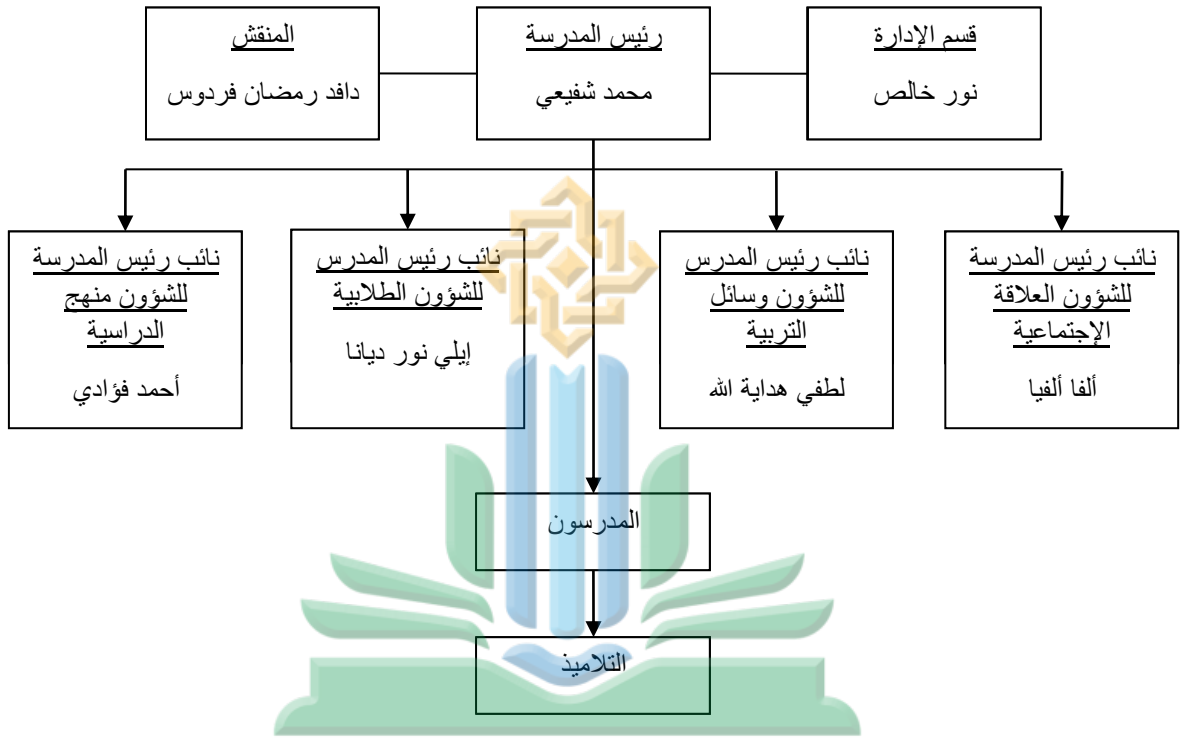 قسم الإدارة
نور خالص
رئيس المدرسة
محمد شفيعي
المنقش
دافد رمضان فردوس
نائب رئيس المدرسة
للشؤون العلاقة
الإجتماعية
ألفا ألفيا
نائب رئيس المدرس
للشؤون وسائل
التربية
لطفي هداية الله
نائب رئيس المدرس
للشؤون الطلابية
إيلي نور ديانا
نائب رئيس المدرسة
للشؤون منهج
الدراسية
أحمد فؤادي
المدرسون
التلاميذ